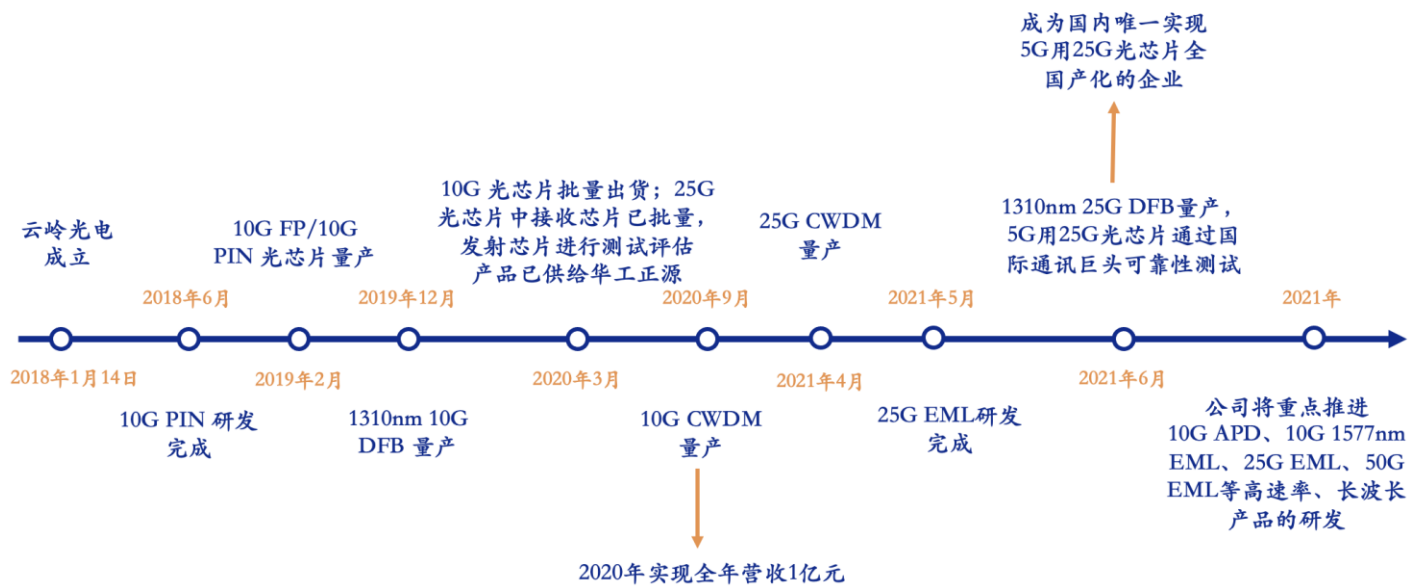 成为国内唯一实现
5G用25G光芯片全
国产化的企业
云岭光电
成立
10G FP/10G
PIN 光芯片量产
10G 光芯片批量出货；25G
光芯片中接收芯片已批量，
发射芯片进行测试评估
产品已供给华工正源
25G CWDM
量产
1310nm 25G DFB量产，
5G用25G光芯片通过国
际通讯巨头可靠性测试
2018年6月
2019年12月
2020年9月
2021年5月
2021年
2018年1月14日
2019年2月
2020年3月
2021年4月
2021年6月
10G PIN 研发
完成
1310nm 10G
DFB 量产
10G CWDM
量产
25G EML研发
完成
公司将重点推进
10G APD、10G 1577nm
EML、25G EML、50G
EML等高速率、长波长
产品的研发
2020年实现全年营收1亿元